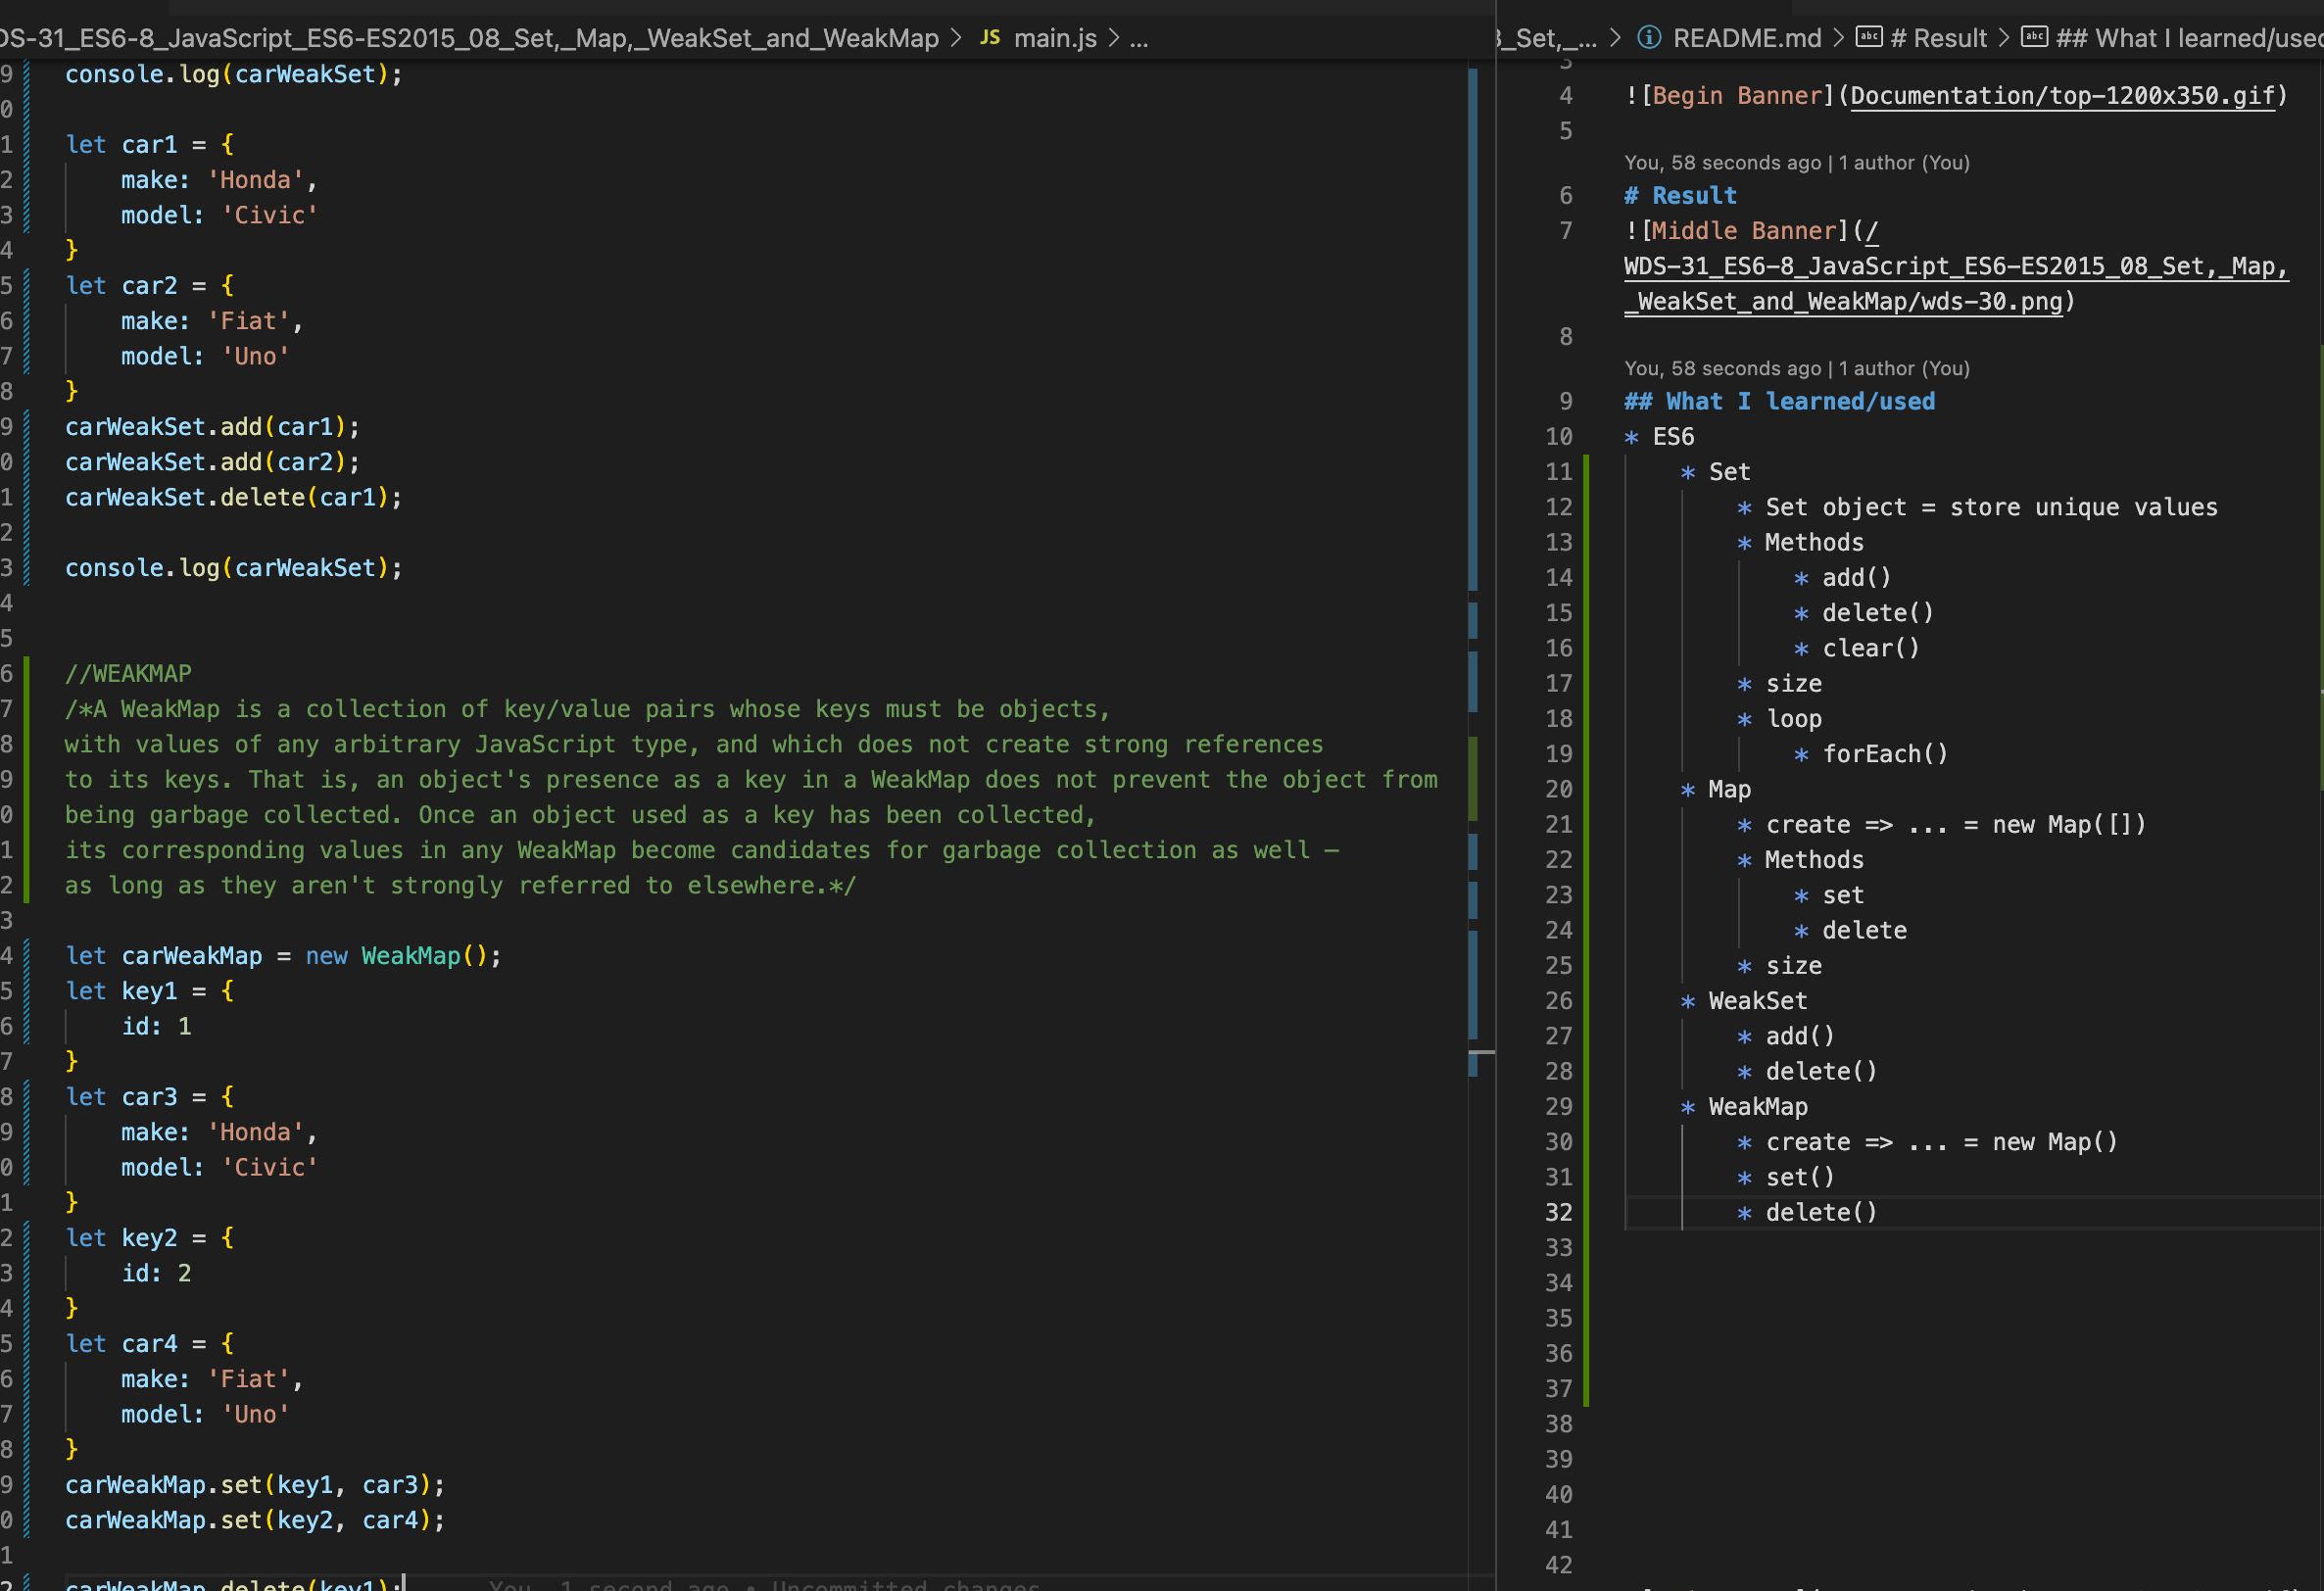 DS-31_ES6-8_JavaScript_ES6-ES2015_08_Set,_Map,_WeakSet_and_WeakMap > JS main.js > ...
9 console.log(carWeakSet);
0
1 let car1 = {
2 make: 'Honda',
3 model: 'Civic'
4 }
5 let car2 = {
6 make: 'Fiat',
7 model: 'Uno'
8 }
9 carWeakSet.add(car1);
0 carWeakSet.add(car2);
1 carWeakSet.delete(car1);
2
3 console.log(carWeakSet);
4
5
6 //WEAKMAP
7 /*A WeakMap is a collection of key/value pairs whose keys must be objects,
8 with values of any arbitrary JavaScript type, and which does not create strong references
9 to its keys. That is, an object's presence as a key in a WeakMap does not prevent the object from
0 being garbage collected. Once an object used as a key has been collected,
1 its corresponding values in any WeakMap become candidates for garbage collection as well —
2 as long as they aren't strongly referred to elsewhere.*/
3
4 let carWeakMap = new WeakMap();
5 let key1 = {
6 id: 1
7 }
8 let car3 = {
9 make: 'Honda',
0 model: 'Civic'
1 }
2 let key2 = {
3 id: 2
4 }
5 let car4 = {
6 make: 'Fiat',
7 model: 'Uno'
8 }
9 carWeakMap.set(key1, car3);
0 carWeakMap.set(key2, car4);
1
2 carWeakMap.delete(key1); You, 1 second ago • Uncommitted changes
3_Set,_... > README.md > abc # Result > abc ## What I learned/used
3
4 ![Begin Banner](Documentation/top-1200x350.gif)
5
You, 58 seconds ago | 1 author (You)
6 # Result
7 ![Middle Banner](/
WDS-31_ES6-8_JavaScript_ES6-ES2015_08_Set,_Map,
_WeakSet_and_WeakMap/wds-30.png)
8
You, 58 seconds ago | 1 author (You)
9 ## What I learned/used
10 * ES6
11 * Set
12 * Set object = store unique values
13 * Methods
14 * add()
15 * delete()
16 * clear()
17 * size
18 * loop
19 * forEach()
20 * Map
21 * create => ... = new Map([])
22 * Methods
23 * set
24 * delete
25 * size
26 * WeakSet
27 * add()
28 * delete()
29 * WeakMap
30 * create => ... = new Map()
31 * set()
32 * delete()
33
34
35
36
37
38
39
40
41
42